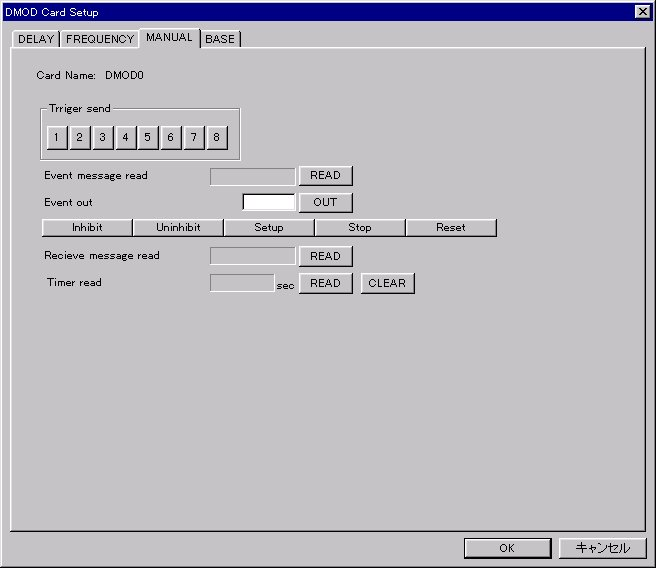 DMOD Card Setup
DELAY FREQUENCY MANUAL BASE
Card Name: DMOD0
Trriger send
1 2 3 4 5 6 7 8
Event message read READ
Event out OUT
Inhibit Uninhibit Setup Stop Reset
Recieve message read READ
Timer read sec READ CLEAR
OK キャンセル